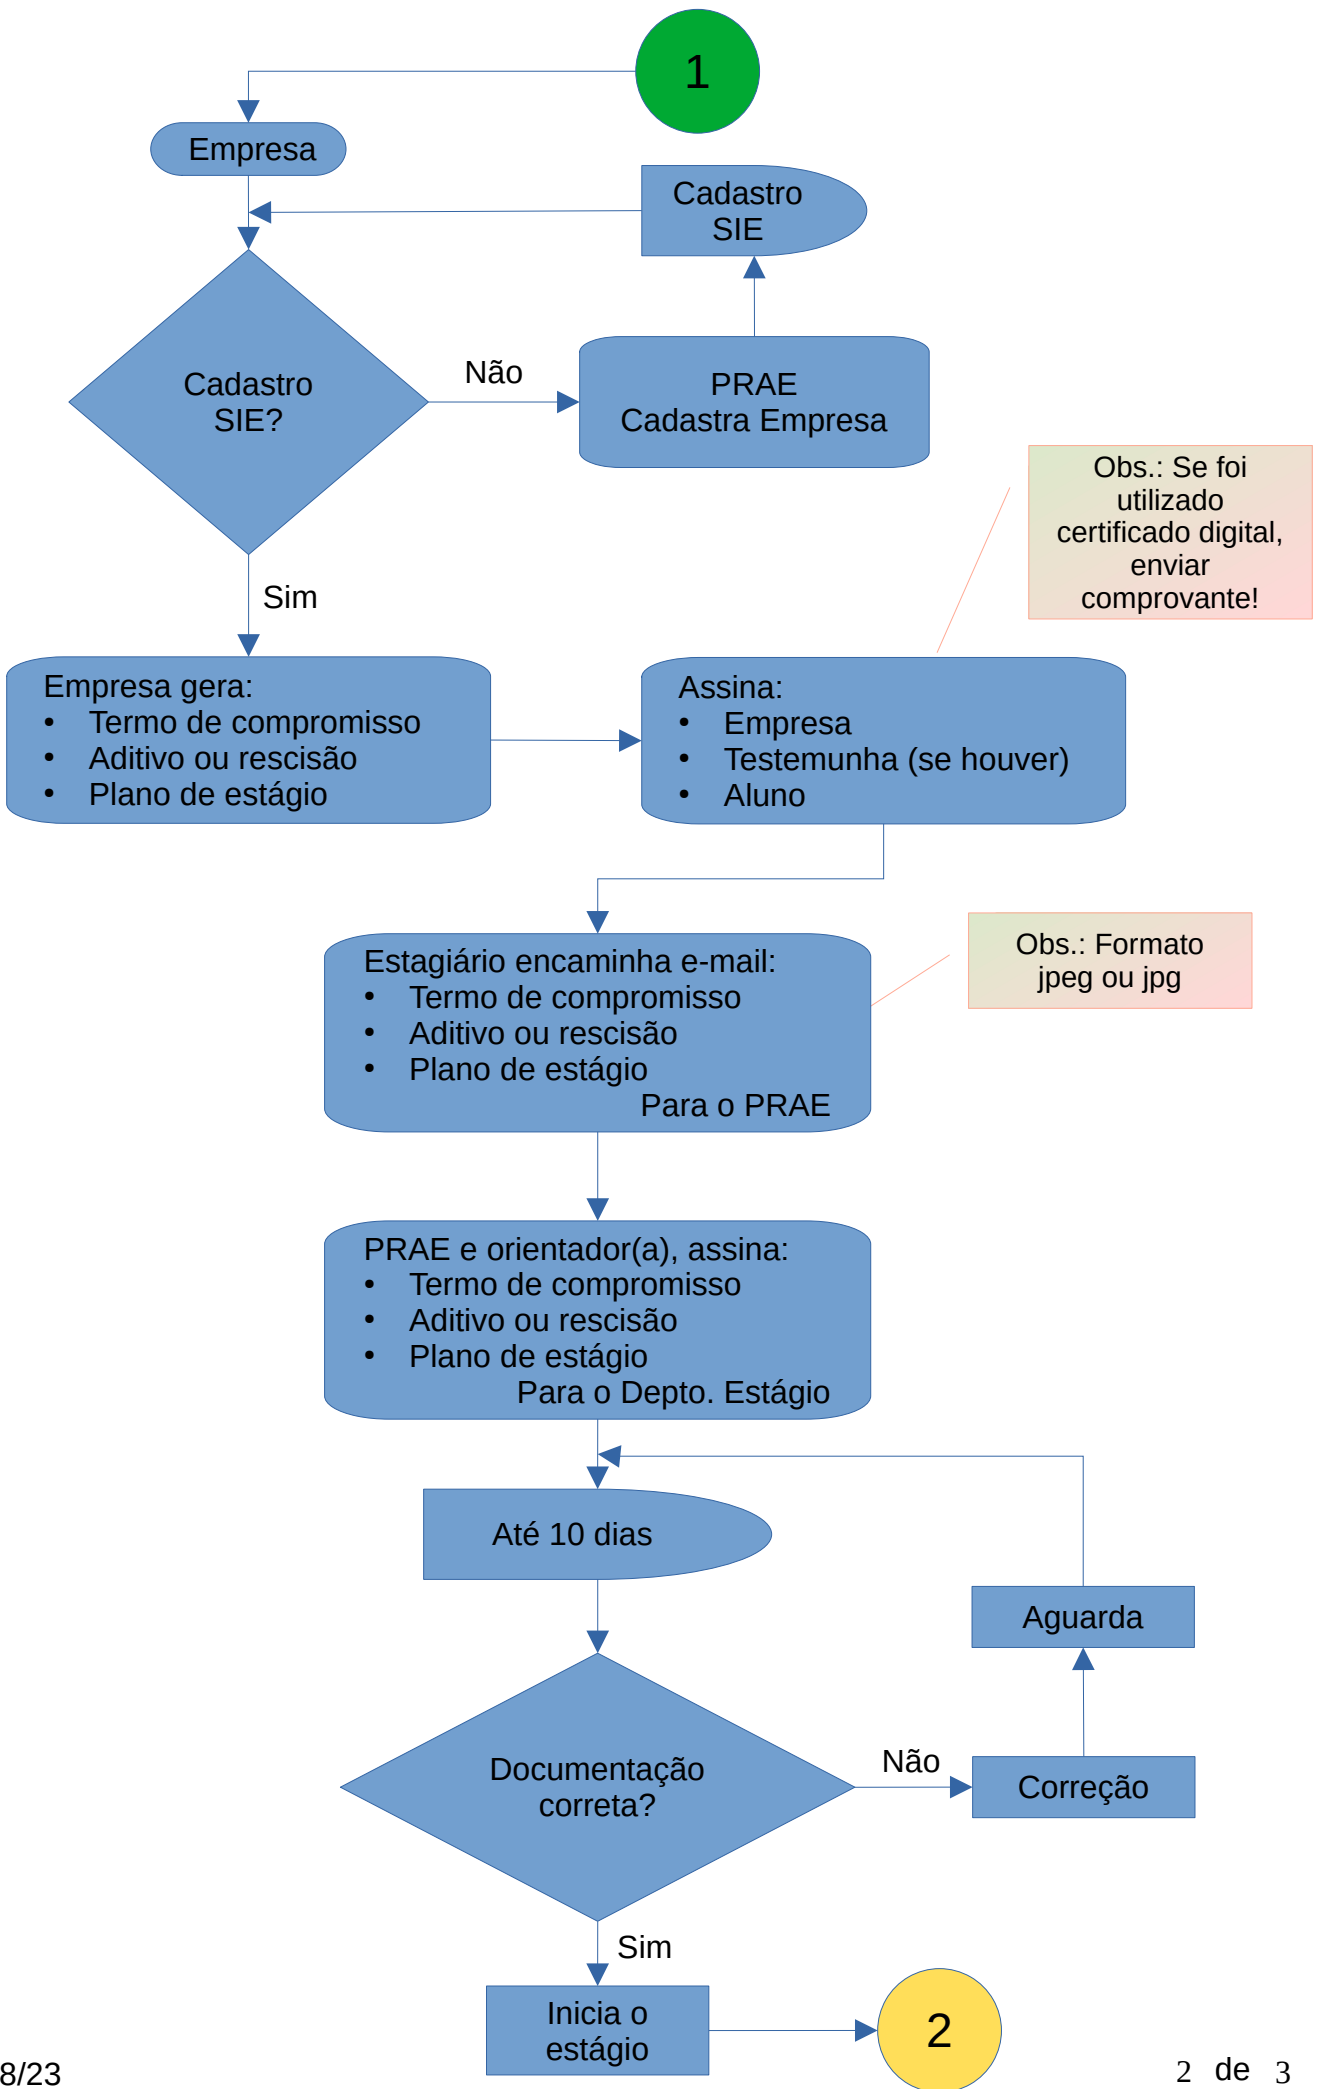 1
Empresa
Cadastro
SIE
Cadastro
SIE?
Não
PRAE
Cadastra Empresa
Obs.: Se foi
utilizado
certificado digital,
enviar
comprovante!
Sim
Empresa gera:
• Termo de compromisso
• Aditivo ou rescisão
• Plano de estágio
Assina:
• Empresa
• Testemunha (se houver)
• Aluno
Obs.: Formato
jpeg ou jpg
Estagiário encaminha e-mail:
• Termo de compromisso
• Aditivo ou rescisão
• Plano de estágio
Para o PRAE
PRAE e orientador(a), assina:
• Termo de compromisso
• Aditivo ou rescisão
• Plano de estágio
Para o Depto. Estágio
Até 10 dias
Aguarda
Documentação
correta?
Não
Correção
Sim
Inicia o
estágio
2
8/23
2 de 3